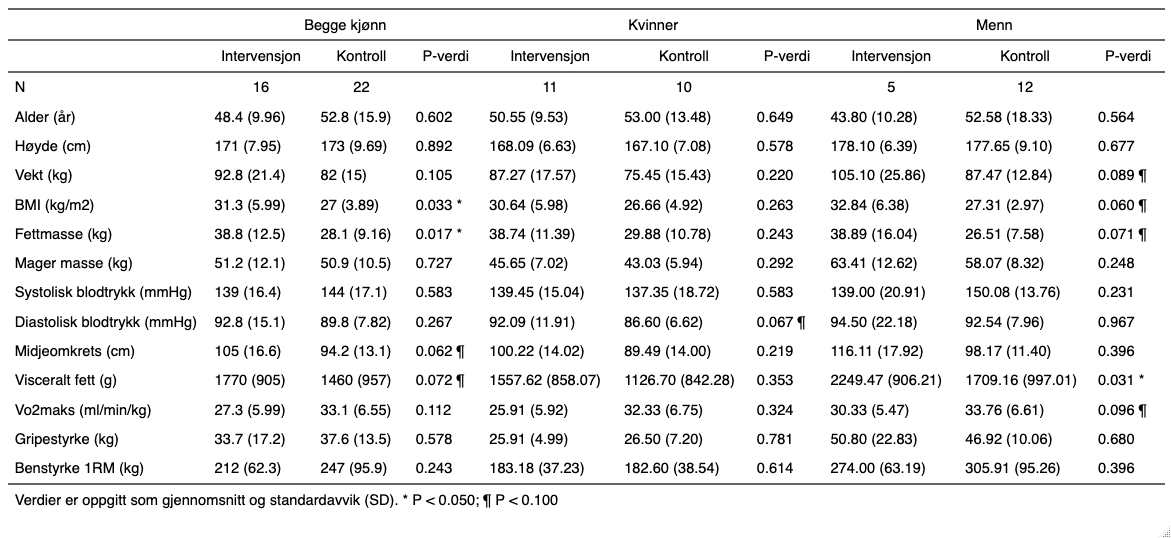 Begge kjønn Kvinner Menn
Intervensjon Kontroll P-verdi Intervensjon Kontroll P-verdi Intervensjon Kontroll P-verdi
N 16 22 11 10 5 12
Alder (år) 48.4 (9.96) 52.8 (15.9) 0.602 50.55 (9.53) 53.00 (13.48) 0.649 43.80 (10.28) 52.58 (18.33) 0.564
Høyde (cm) 171 (7.95) 173 (9.69) 0.892 168.09 (6.63) 167.10 (7.08) 0.578 178.10 (6.39) 177.65 (9.10) 0.677
Vekt (kg) 92.8 (21.4) 82 (15) 0.105 87.27 (17.57) 75.45 (15.43) 0.220 105.10 (25.86) 87.47 (12.84) 0.089 ¶
BMI (kg/m2) 31.3 (5.99) 27 (3.89) 0.033 * 30.64 (5.98) 26.66 (4.92) 0.263 32.84 (6.38) 27.31 (2.97) 0.060 ¶
Fettmasse (kg) 38.8 (12.5) 28.1 (9.16) 0.017 * 38.74 (11.39) 29.88 (10.78) 0.243 38.89 (16.04) 26.51 (7.58) 0.071 ¶
Mager masse (kg) 51.2 (12.1) 50.9 (10.5) 0.727 45.65 (7.02) 43.03 (5.94) 0.292 63.41 (12.62) 58.07 (8.32) 0.248
Systolisk blodtrykk (mmHg) 139 (16.4) 144 (17.1) 0.583 139.45 (15.04) 137.35 (18.72) 0.583 139.00 (20.91) 150.08 (13.76) 0.231
Diastolisk blodtrykk (mmHg) 92.8 (15.1) 89.8 (7.82) 0.267 92.09 (11.91) 86.60 (6.62) 0.067 ¶ 94.50 (22.18) 92.54 (7.96) 0.967
Midjeomkrets (cm) 105 (16.6) 94.2 (13.1) 0.062 ¶ 100.22 (14.02) 89.49 (14.00) 0.219 116.11 (17.92) 98.17 (11.40) 0.396
Visceralt fett (g) 1770 (905) 1460 (957) 0.072 ¶ 1557.62 (858.07) 1126.70 (842.28) 0.353 2249.47 (906.21) 1709.16 (997.01) 0.031 *
Vo2maks (ml/min/kg) 27.3 (5.99) 33.1 (6.55) 0.112 25.91 (5.92) 32.33 (6.75) 0.324 30.33 (5.47) 33.76 (6.61) 0.096 ¶
Gripestyrke (kg) 33.7 (17.2) 37.6 (13.5) 0.578 25.91 (4.99) 26.50 (7.20) 0.781 50.80 (22.83) 46.92 (10.06) 0.680
Benstyrke 1RM (kg) 212 (62.3) 247 (95.9) 0.243 183.18 (37.23) 182.60 (38.54) 0.614 274.00 (63.19) 305.91 (95.26) 0.396
Verdier er oppgitt som gjennomsnitt og standardavvik (SD). * P < 0.050; ¶ P < 0.100